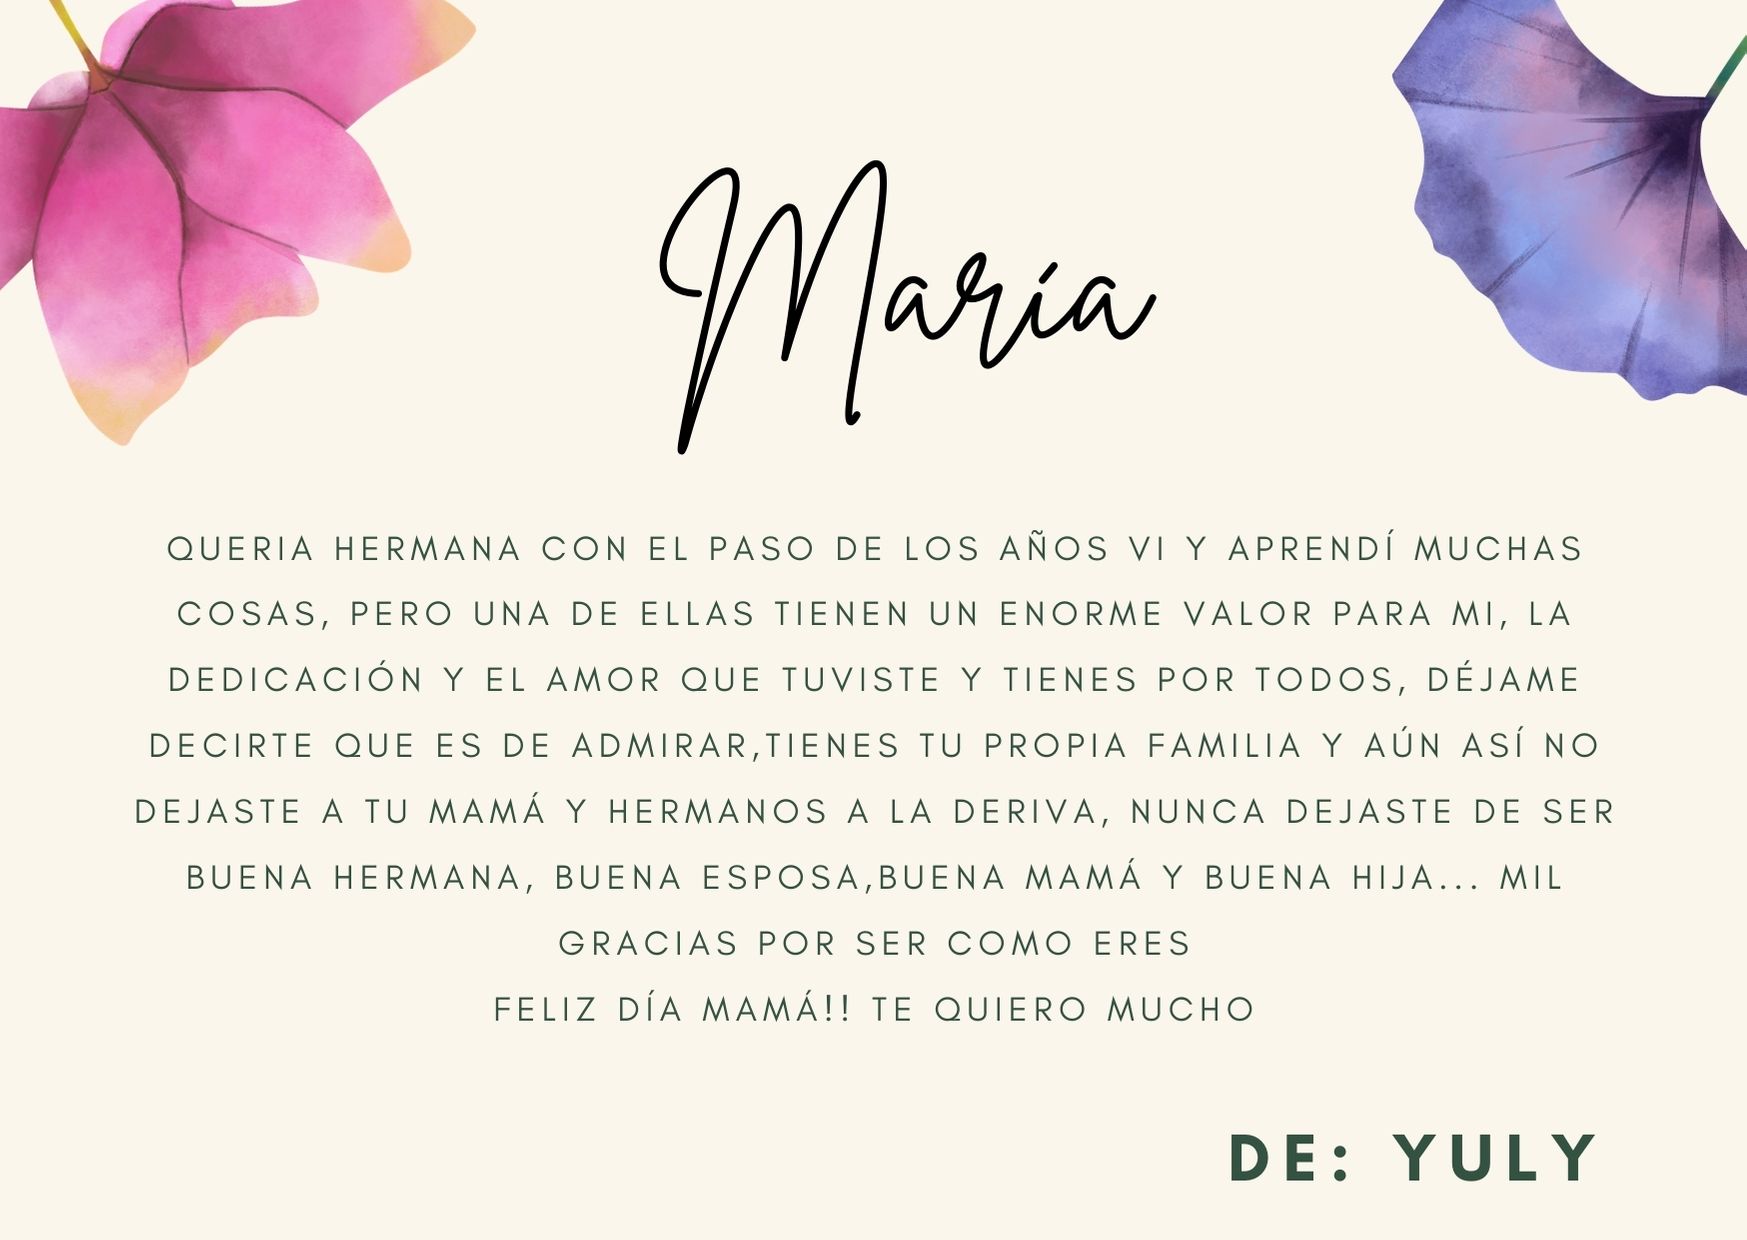 María
QUERIA HERMANA CON EL PASO DE LOS AÑOS VI Y APRENDÍ MUCHAS
COSAS, PERO UNA DE ELLAS TIENEN UN ENORME VALOR PARA MI, LA
DEDICACIÓN Y EL AMOR QUE TUVISTE Y TIENES POR TODOS, DÉJAME
DECIRTE QUE ES DE ADMIRAR,TIENES TU PROPIA FAMILIA Y AÚN ASÍ NO
DEJASTE A TU MAMÁ Y HERMANOS A LA DERIVA, NUNCA DEJASTE DE SER
BUENA HERMANA, BUENA ESPOSA,BUENA MAMÁ Y BUENA HIJA... MIL
GRACIAS POR SER COMO ERES
FELIZ DÍA MAMÁ!! TE QUIERO MUCHO
DE: YULY